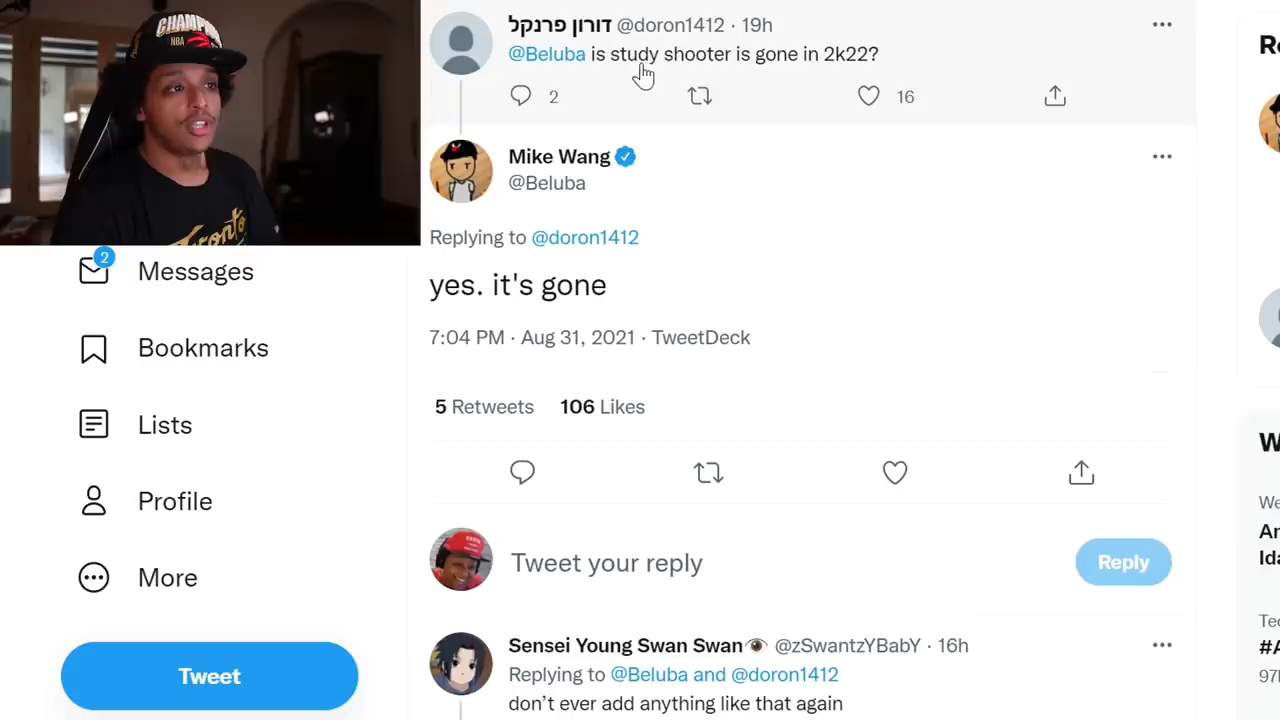 CHAMPIONS
NBA
Toronto
דורון פרנקל @doron1412 · 19h
@Beluba is study shooter is gone in 2k22?
2
16
Mike Wang
@Beluba
Replying to @doron1412
yes. it's gone
7:04 PM · Aug 31, 2021 · TweetDeck
5 Retweets 106 Likes
Tweet your reply
Reply
Sensei Young Swan Swan @zSwantzYBabY · 16h
Replying to @Beluba and @doron1412
don't ever add anything like that again
2
Messages
Bookmarks
Lists
Profile
More
Tweet